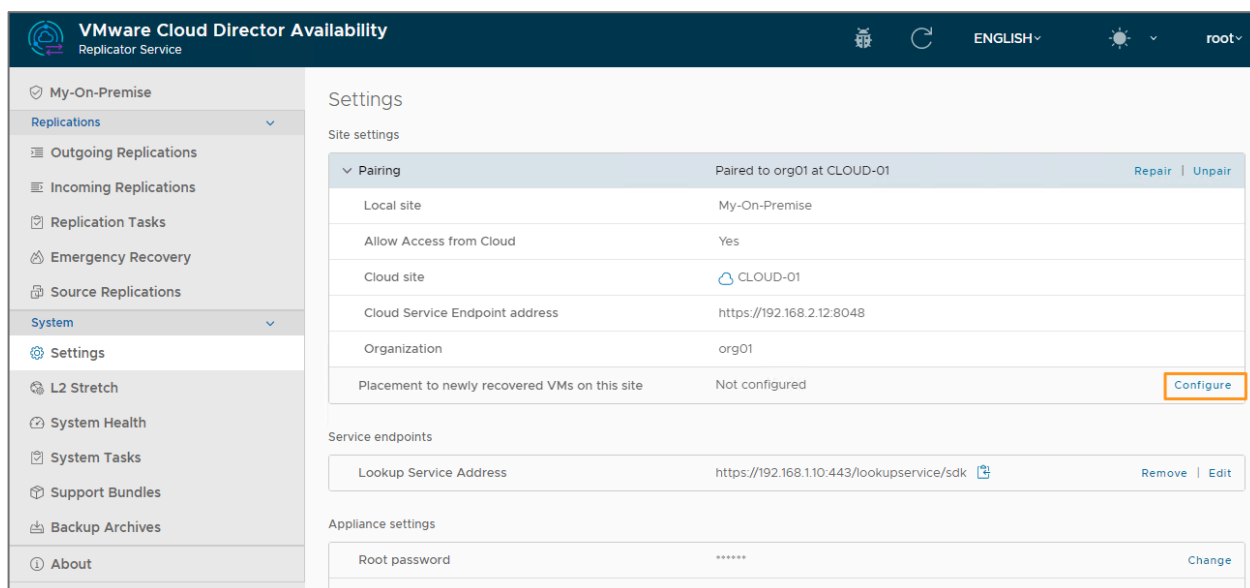 VMware Cloud Director Availability
Replicator Service
ENGLISH
root
My-On-Premise
Replications
Outgoing Replications
Incoming Replications
Replication Tasks
Emergency Recovery
Source Replications
System
Settings
L2 Stretch
System Health
System Tasks
Support Bundles
Backup Archives
About
Settings
Site settings
Pairing Paired to org01 at CLOUD-01 Repair | Unpair
Local site My-On-Premise
Allow Access from Cloud Yes
Cloud site CLOUD-01
Cloud Service Endpoint address https://192.168.2.12:8048
Organization org01
Placement to newly recovered VMs on this site Not configured Configure
Service endpoints
Lookup Service Address https://192.168.1.10:443/lookupservice/sdk Remove | Edit
Appliance settings
Root password ****** Change